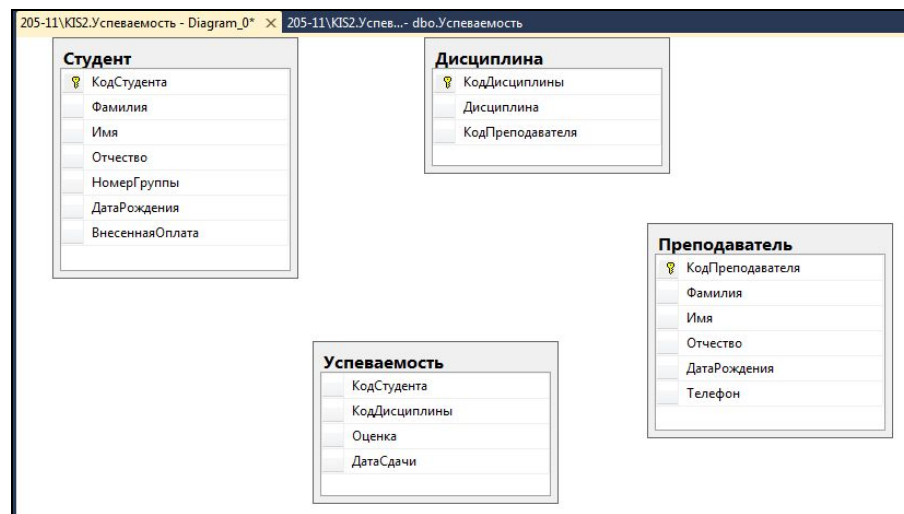 205-11\KIS2.Успеваемость - Diagram_0* × 205-11\KIS2.Успев...- dbo.Успеваемость
Студент
КодСтудента
Фамилия
Имя
Отчество
НомерГруппы
ДатаРождения
ВнесеннаяОплата
Дисциплина
КодДисциплины
Дисциплина
КодПреподавателя
Преподаватель
КодПреподавателя
Фамилия
Имя
Отчество
ДатаРождения
Телефон
Успеваемость
КодСтудента
КодДисциплины
Оценка
ДатаСдачи